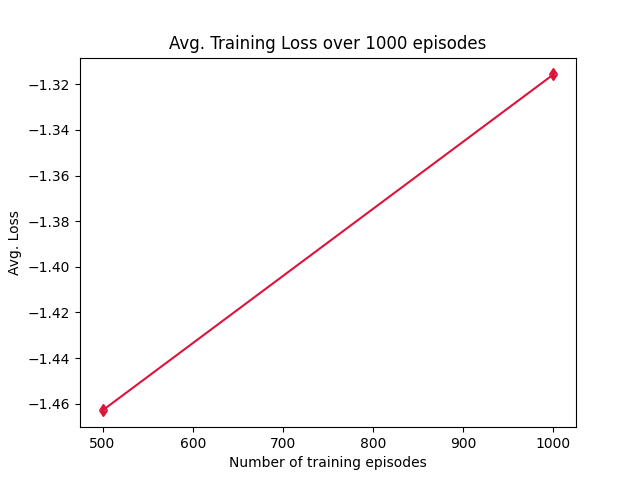 Avg. Training Loss over 1000 episodes
−1.32
−1.34
−1.36
−1.38
−1.40
−1.42
−1.44
−1.46
Avg. Loss
500 600 700 800 900 1000
Number of training episodes